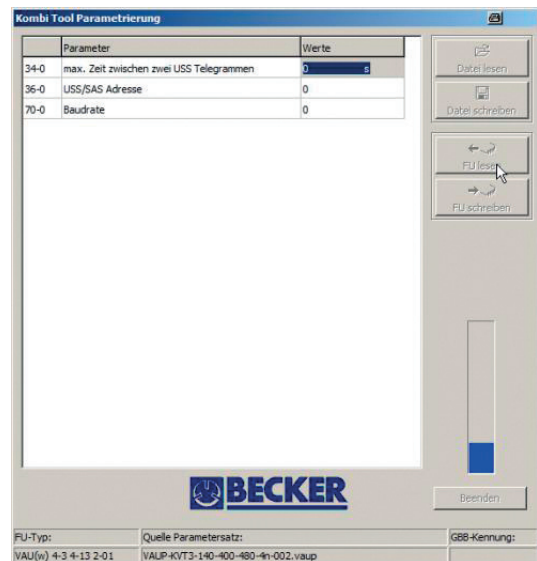 Kombi Tool Parametrierung
Parameter Werte
34-0 max. Zeit zwischen zwei USS Telegrammen 0 s
36-0 USS/SAS Adresse 0
70-0 Baudrate 0
Datei lesen
Datei schreiben
FU lesen
FU schreiben
BECKER
Beenden
FU-Typ: Quelle Parametersatz: GBB-Kennung:
VAU(w) 4-3 4-13 2-01 VAUP-KVT3-140-400-480-4n-002.vaup